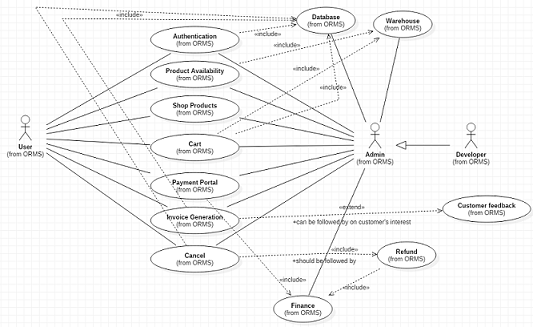 «include»
Database
(from ORMS)
Warehouse
(from ORMS)
Authentication
(from ORMS)
«include»
«include»
Product Availability
(from ORMS)
«include»
«include»
Shop Products
(from ORMS)
User
(from ORMS)
Cart
(from ORMS)
Admin
(from ORMS)
Developer
(from ORMS)
Payment Portal
(from ORMS)
Invoice Generation
(from ORMS)
«extend»
+can be followed by on customer's interest
Customer feedback
(from ORMS)
Cancel
(from ORMS)
«include»
+should be followed by
Refund
(from ORMS)
«include»
«include»
Finance
(from ORMS)